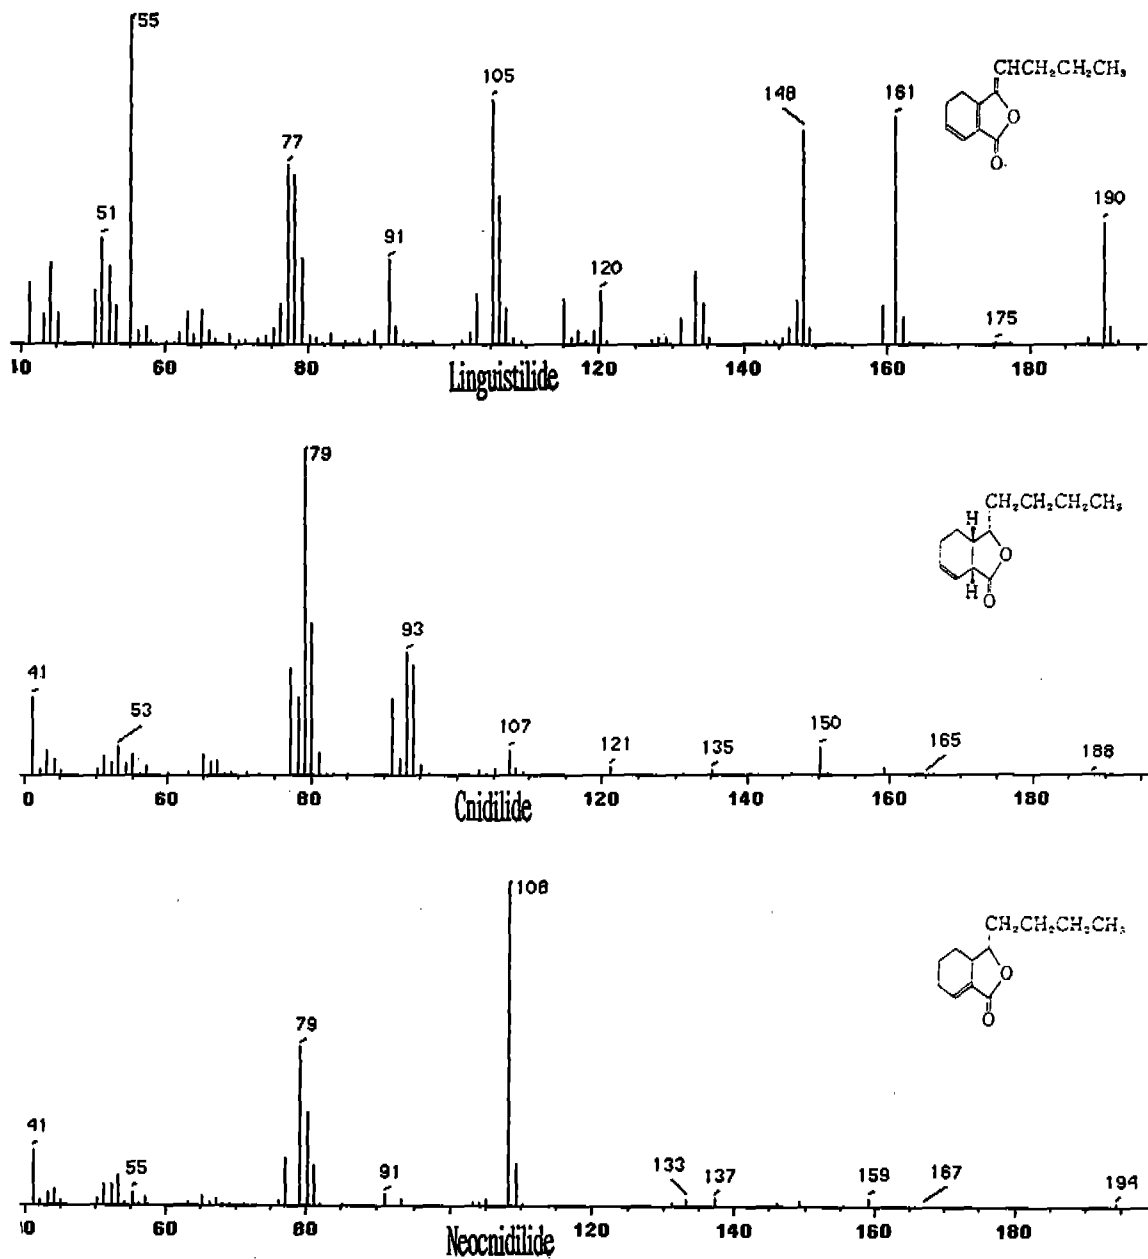 55
105
CHCH₂CH₂CH₃
148
161
O
77
O.
190
51
91
120
175
10 60 80 120 140 160 180
Linguistilide
79
CH₂CH₂CH₂CH₃
H
93
O
41
H
O
53
107
121
135
150
165
188
0 60 80 120 140 160 180
Cnidilide
108
CH₂CH₂CH₂CH₃
O
79
O
41
55
91
133
137
159
167
194
10 60 80 120 140 160 180
Neocnidilide